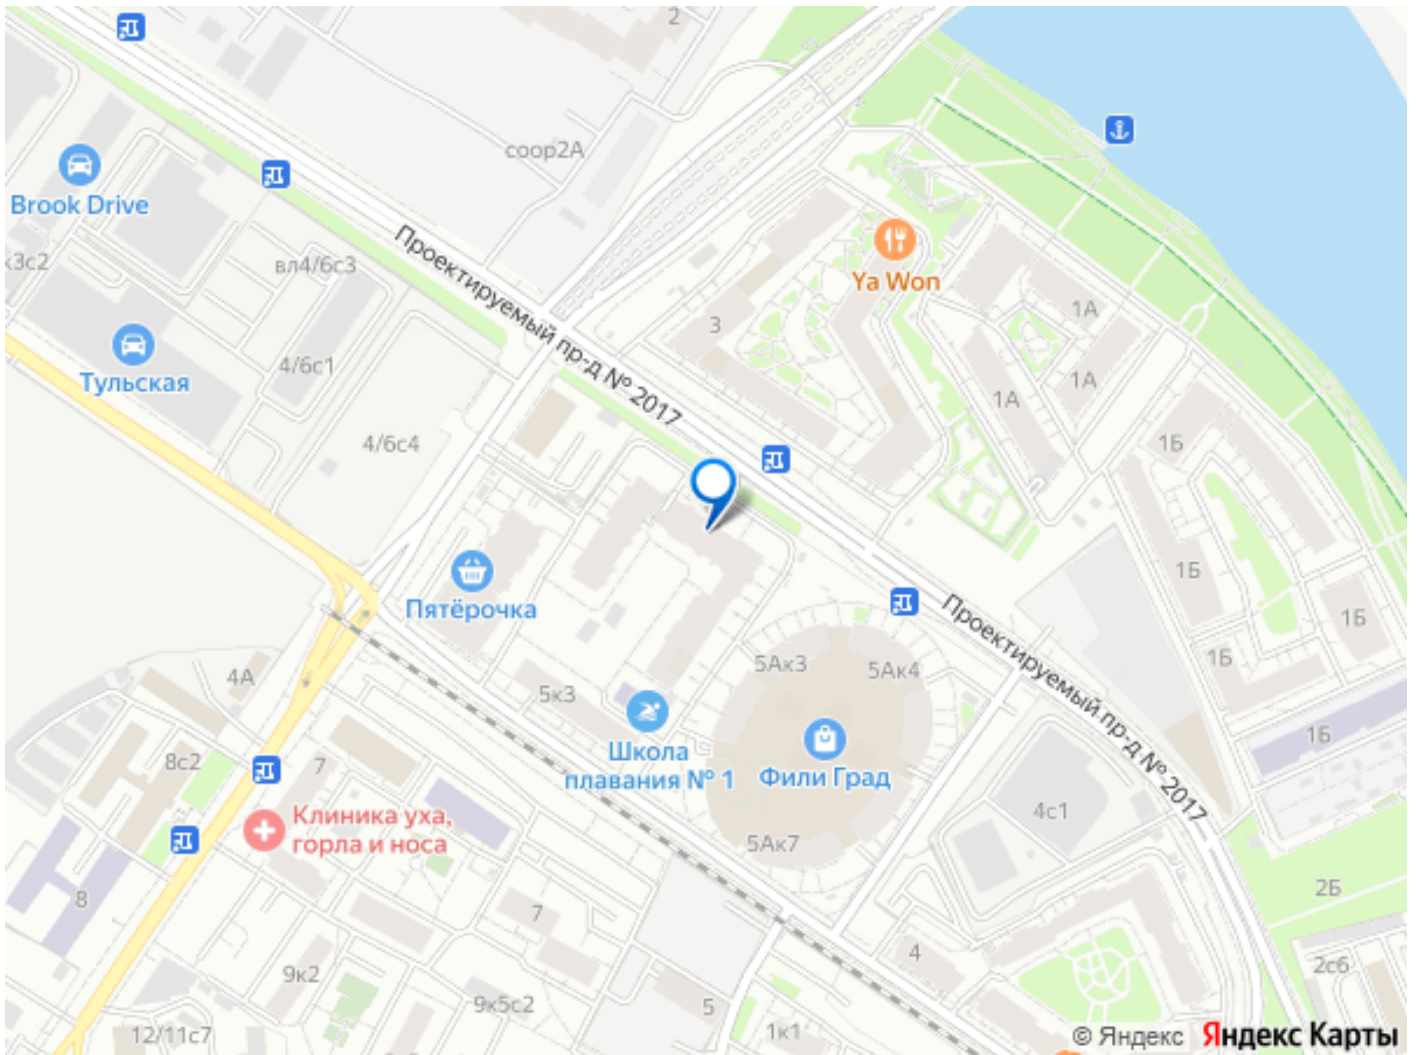 2
соор2А
Brook Drive
3с2
вл4/6с3
Проектируемый пр-д № 2017
Ya Won
1А
3
4/6с1
Тульская
1А
1А
4/6с4
1Б
Пятёрочка
1Б
Проектируемый пр-д № 2017
1Б
5Ак3
5Ак4
1Б
4А
5к3
Школа
плавания № 1
Фили Град
1Б
8с2
7
Клиника уха,
горла и носа
4с1
5Ак7
8
2Б
7
4
9к2
2с6
9к5с2
5
1к1
12/11с7
© Яндекс
Яндекс Карты